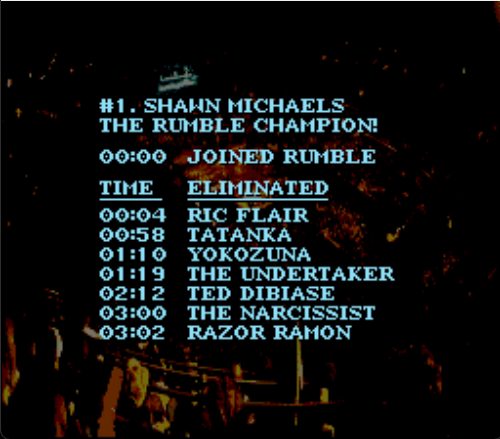 #1. SHAWN MICHAELS
THE RUMBLE CHAMPION!
00:00 JOINED RUMBLE
TIME ELIMINATED
00:04 RIC FLAIR
00:58 TATANKA
01:10 YOKOZUNA
01:19 THE UNDERTAKER
02:12 TED DIBIASE
03:00 THE NARCISSIST
03:02 RAZOR RAMON